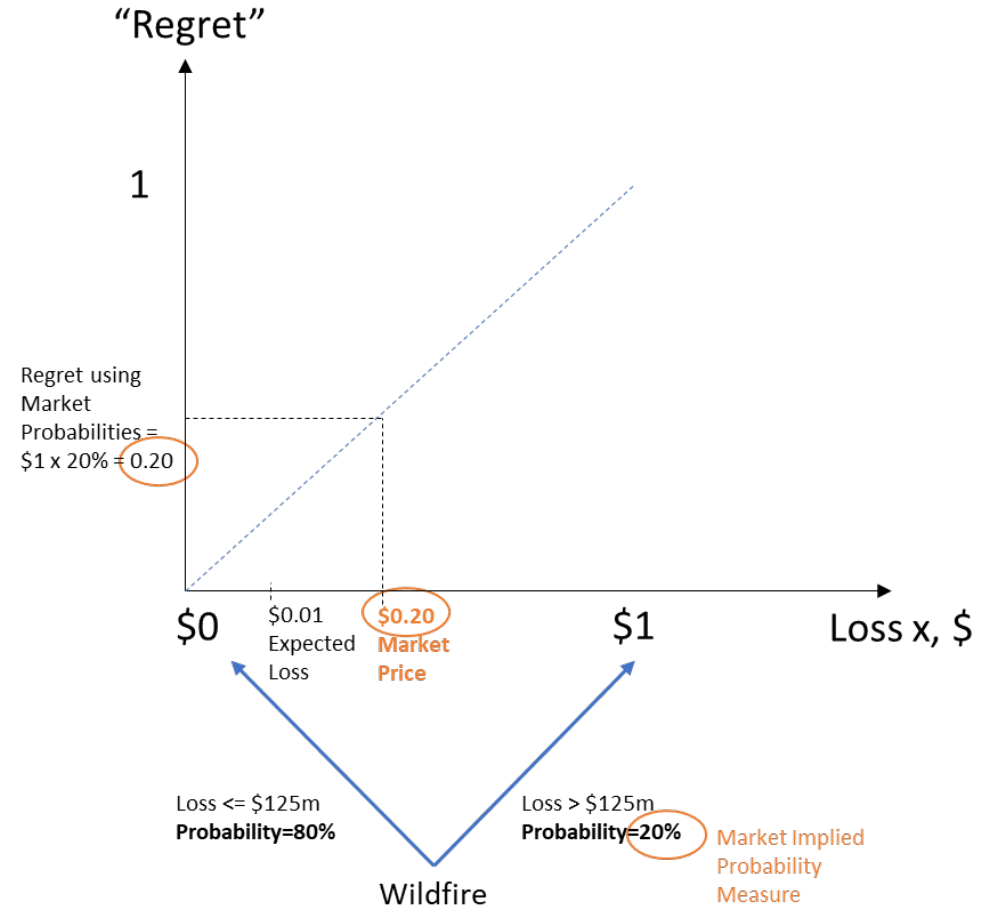 “Regret”
1
Regret using
Market
Probabilities =
$1 x 20% = 0.20
$0
$0.01
Expected
Loss
$0.20
Market
Price
$1
Loss x, $
Loss <= $125m
Probability=80%
Loss > $125m
Probability=20%
Market Implied
Probability
Measure
Wildfire